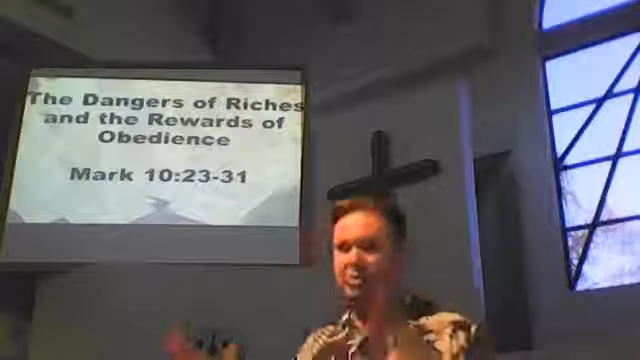 The Dangers of Riches
and the Rewards of
Obedience
Mark 10:23-31